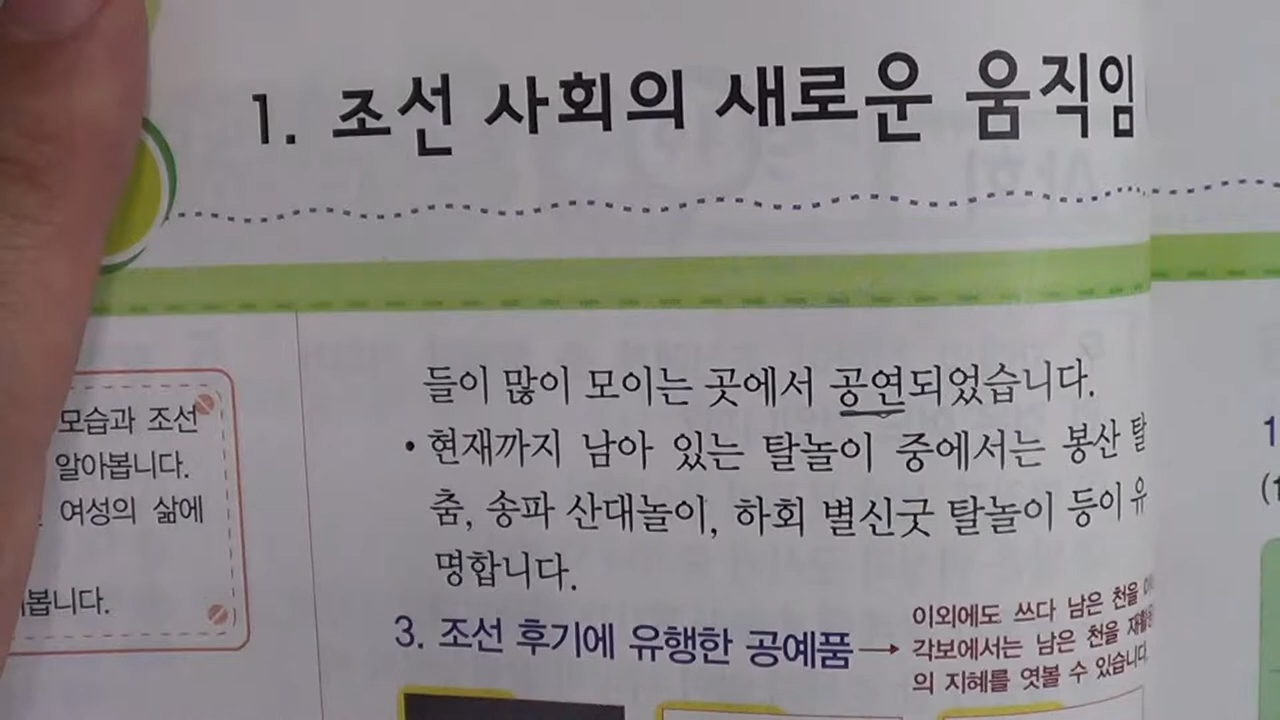 1. 조선 사회의 새로운 움직임
모습과 조선
알아봅니다.
여성의 삶에
봅니다.
들이 많이 모이는 곳에서 공연되었습니다.
• 현재까지 남아 있는 탈놀이 중에서는 봉산 탈
춤, 송파 산대놀이, 하회 별신굿 탈놀이 등이 유
명합니다.
3. 조선 후기에 유행한 공예품 →
이외에도 쓰다 남은 천을
각보에서는 남은 천을
의 지혜를 엿볼 수 있습니다.
1
(1